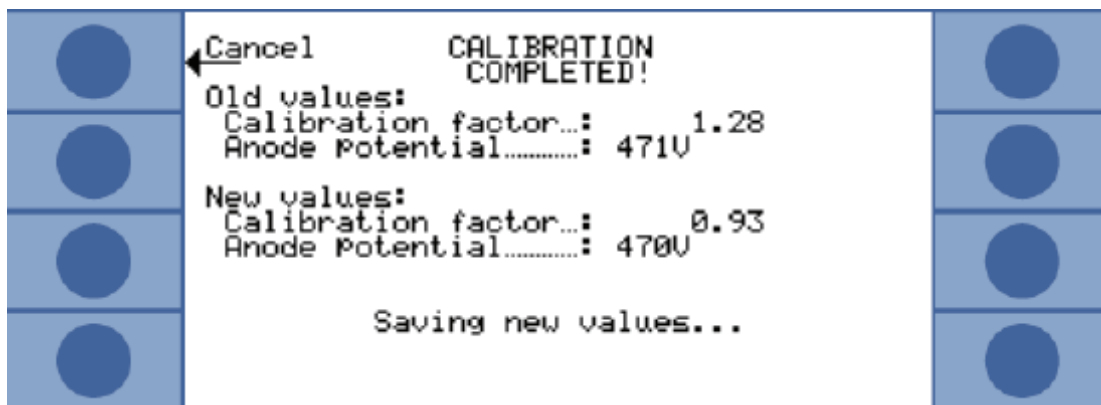 Cancel CALIBRATION
COMPLETED!
Old values:
Calibration factor…: 1.28
Anode Potential…………: 471V
New values:
Calibration factor…: 0.93
Anode Potential…………: 470V
Saving new values...